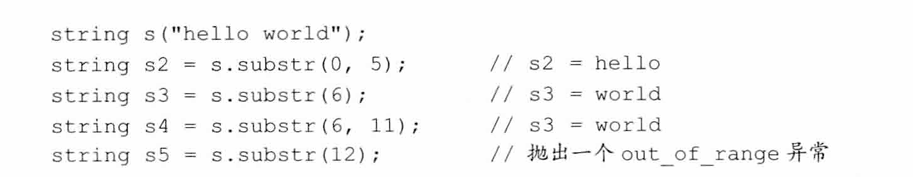 string s("hello world");
string s2 = s.substr(0, 5); // s2 = hello
string s3 = s.substr(6); // s3 = world
string s4 = s.substr(6, 11); // s3 = world
string s5 = s.substr(12); // 抛出一个 out_of_range 异常